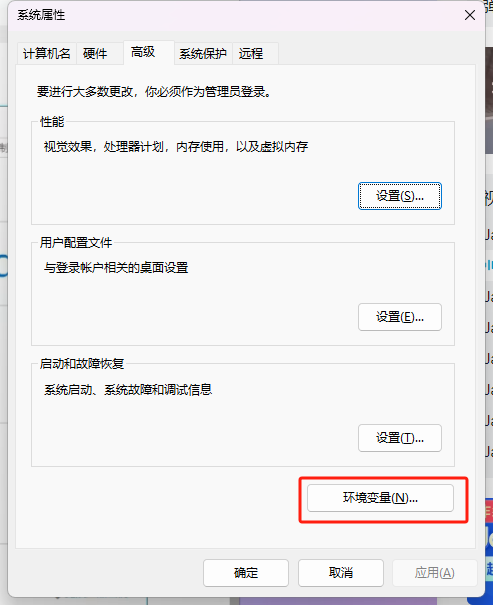 系统属性
计算机名 硬件 高级 系统保护 远程
要进行大多数更改，你必须作为管理员登录。
性能
视觉效果，处理器计划，内存使用，以及虚拟内存
设置(S)...
用户配置文件
与登录帐户相关的桌面设置
设置(E)...
启动和故障恢复
系统启动、系统故障和调试信息
设置(T)...
环境变量(N)...
确定 取消 应用(A)